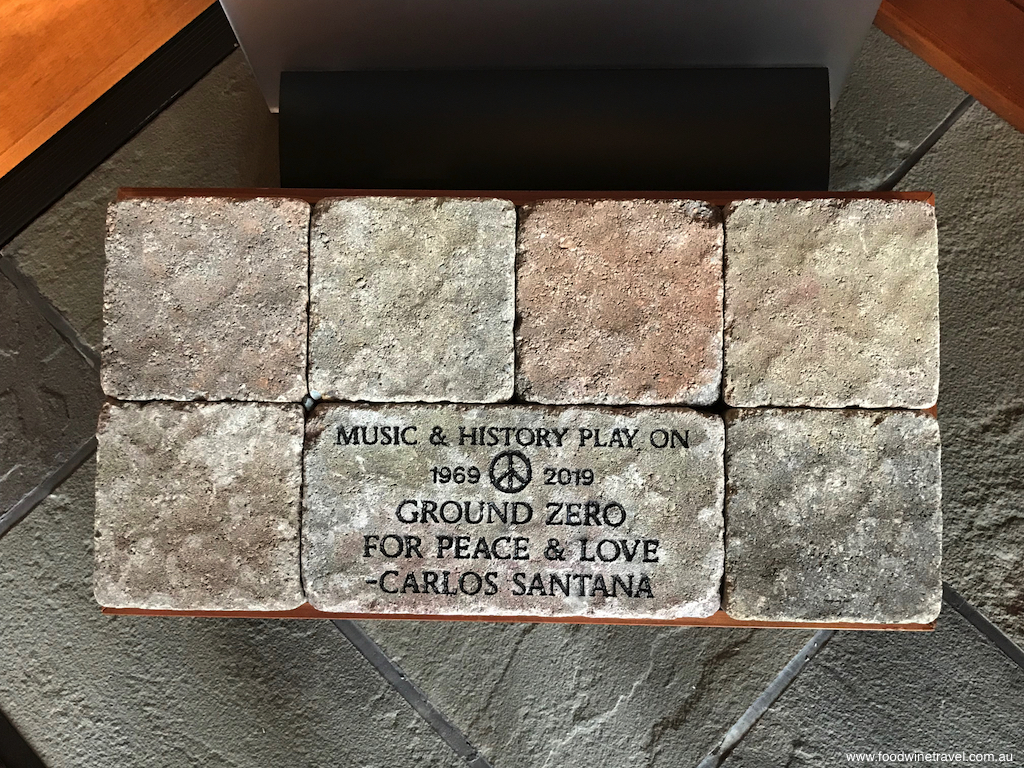 MUSIC & HISTORY PLAY ON
1969 2019
GROUND ZERO
FOR PEACE & LOVE
-CARLOS SANTANA
www.foodwinetravel.com.au